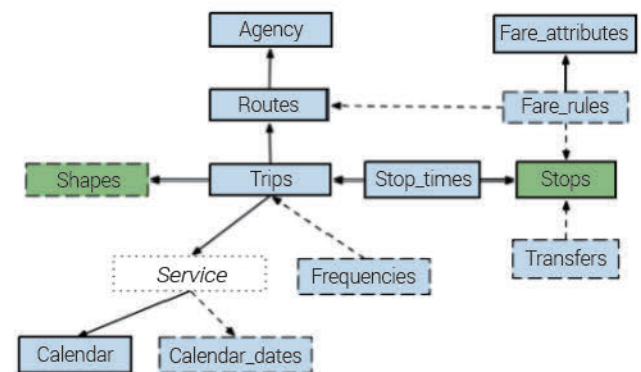 Agency
Fare_attributes
Routes
Fare_rules
Shapes
Trips
Stop_times
Stops
Service
Frequencies
Transfers
Calendar
Calendar_dates